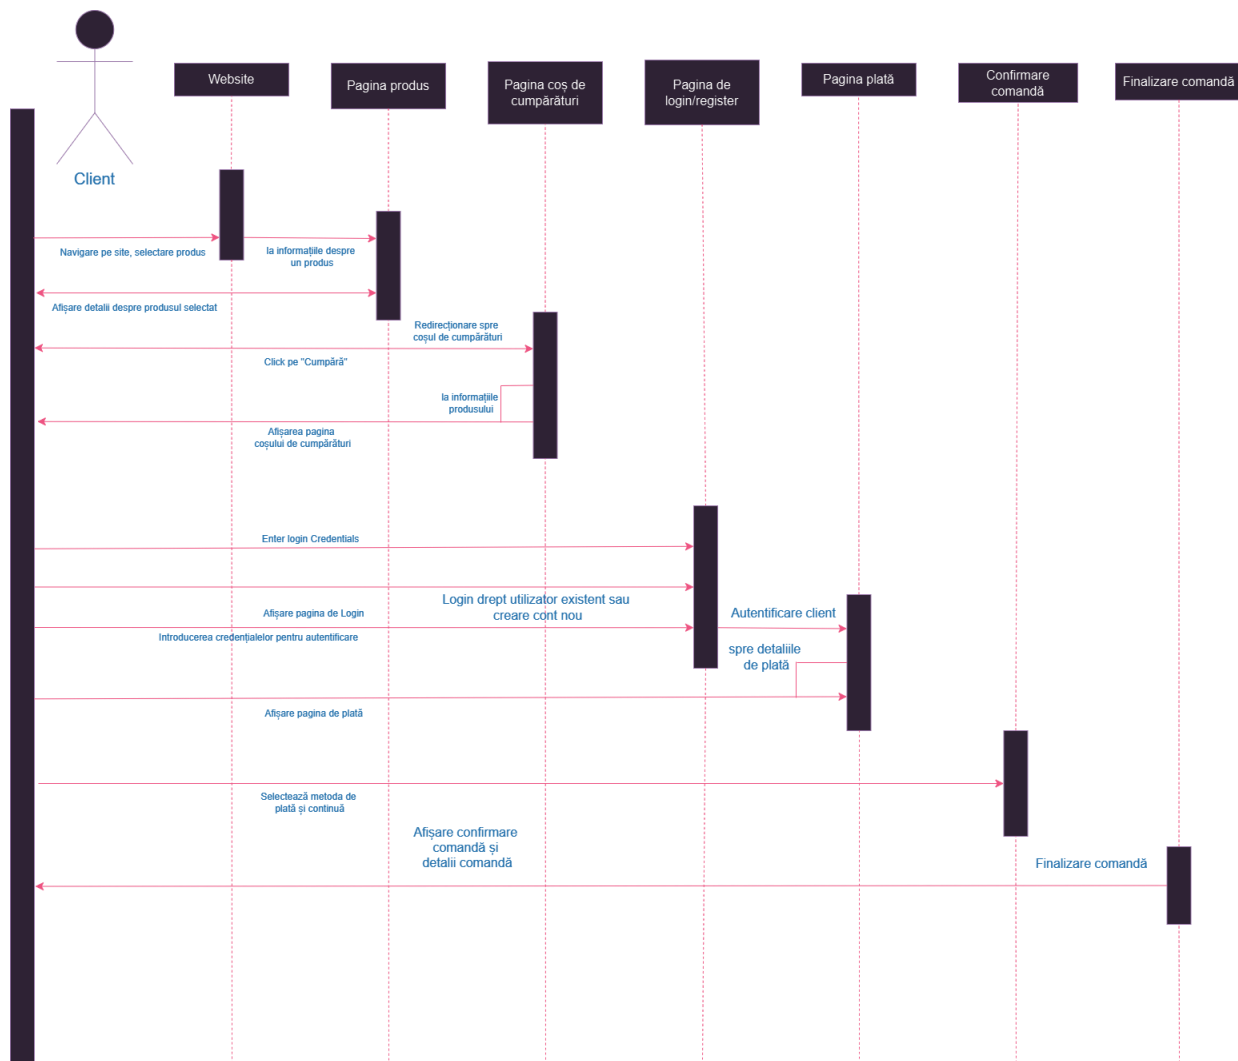 Website
Pagina produs
Pagina coș de
cumpărături
Pagina de
login/register
Pagina plată
Confirmare
comandă
Finalizare comandă
Client
Navigare pe site, selectare produs
Ia informațiile despre
un produs
Afișare detalii despre produsul selectat
Redirecționare spre
coșul de cumpărături
Click pe "Cumpără"
Ia informațiile
produsului
Afișarea pagina
coșului de cumpărături
Enter login Credentials
Login drept utilizator existent sau
creare cont nou
Afișare pagina de Login
Autentificare client
Introducerea credențialelor pentru autentificare
spre detaliile
de plată
Afișare pagina de plată
Selectează metoda de
plată și continuă
Afișare confirmare
comandă și
detalii comandă
Finalizare comandă